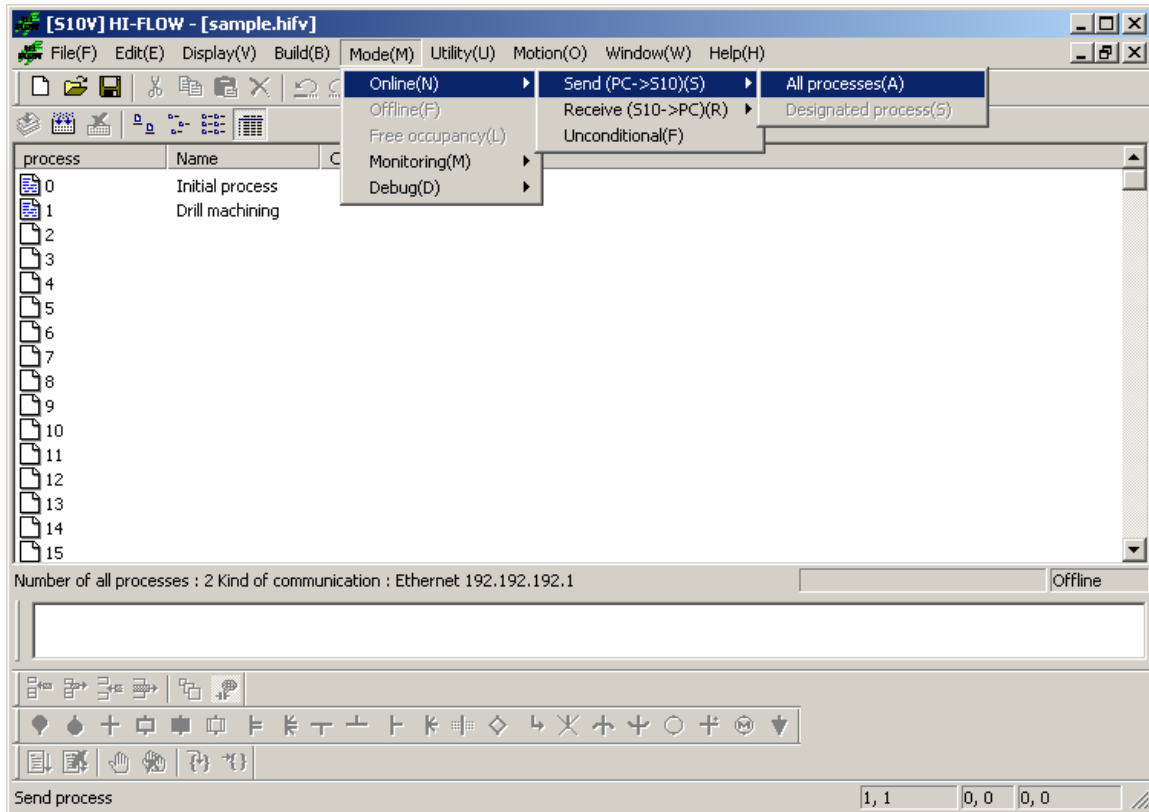 [S10V] HI-FLOW - [sample.hifv]
File(F) Edit(E) Display(V) Build(B) Mode(M) Utility(U) Motion(O) Window(W) Help(H)
Online(N) Send (PC->S10)(S) All processes(A)
Offline(F) Receive (S10->PC)(R) Designated process(S)
Free occupancy(L) Unconditional(F)
process Name C Monitoring(M)
0 Initial process Debug(D)
1 Drill machining
2
3
4
5
6
7
8
9
10
11
12
13
14
15
Number of all processes : 2 Kind of communication : Ethernet 192.192.192.1 Offline
Send process 1, 1 0, 0 0, 0